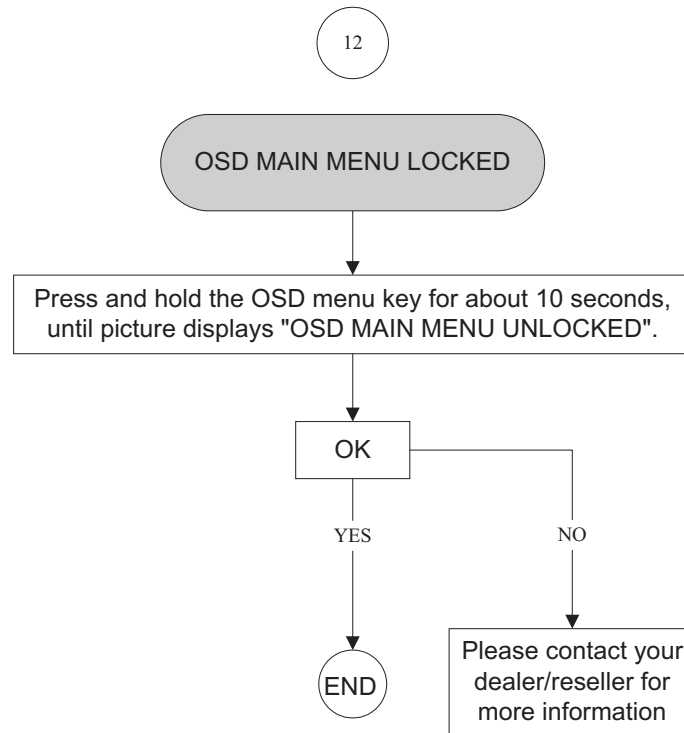 12
OSD MAIN MENU LOCKED
Press and hold the OSD menu key for about 10 seconds,
until picture displays "OSD MAIN MENU UNLOCKED".
OK
YES
NO
END
Please contact your
dealer/reseller for
more information